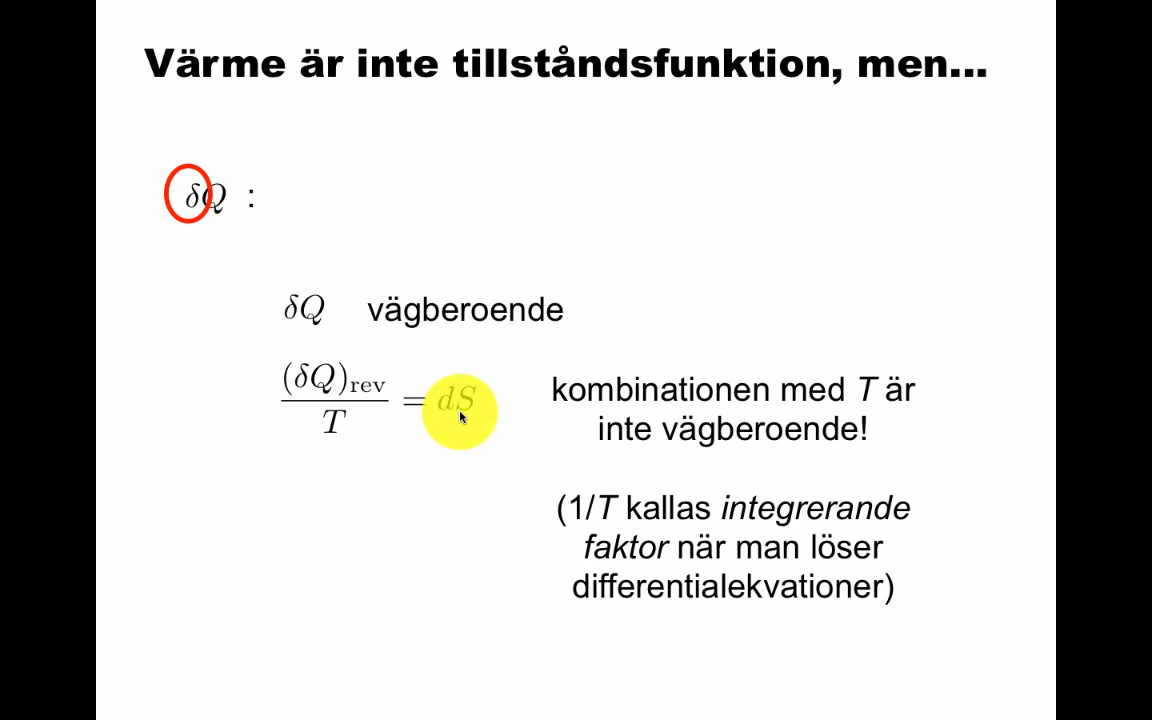 Värme är inte tillståndsfunktion, men...
δQ :
δQ vägberoende
(δQ)rev
T
= dS
kombinationen med T är
inte vägberoende!
(1/T kallas integrerande
faktor när man löser
differentialekvationer)